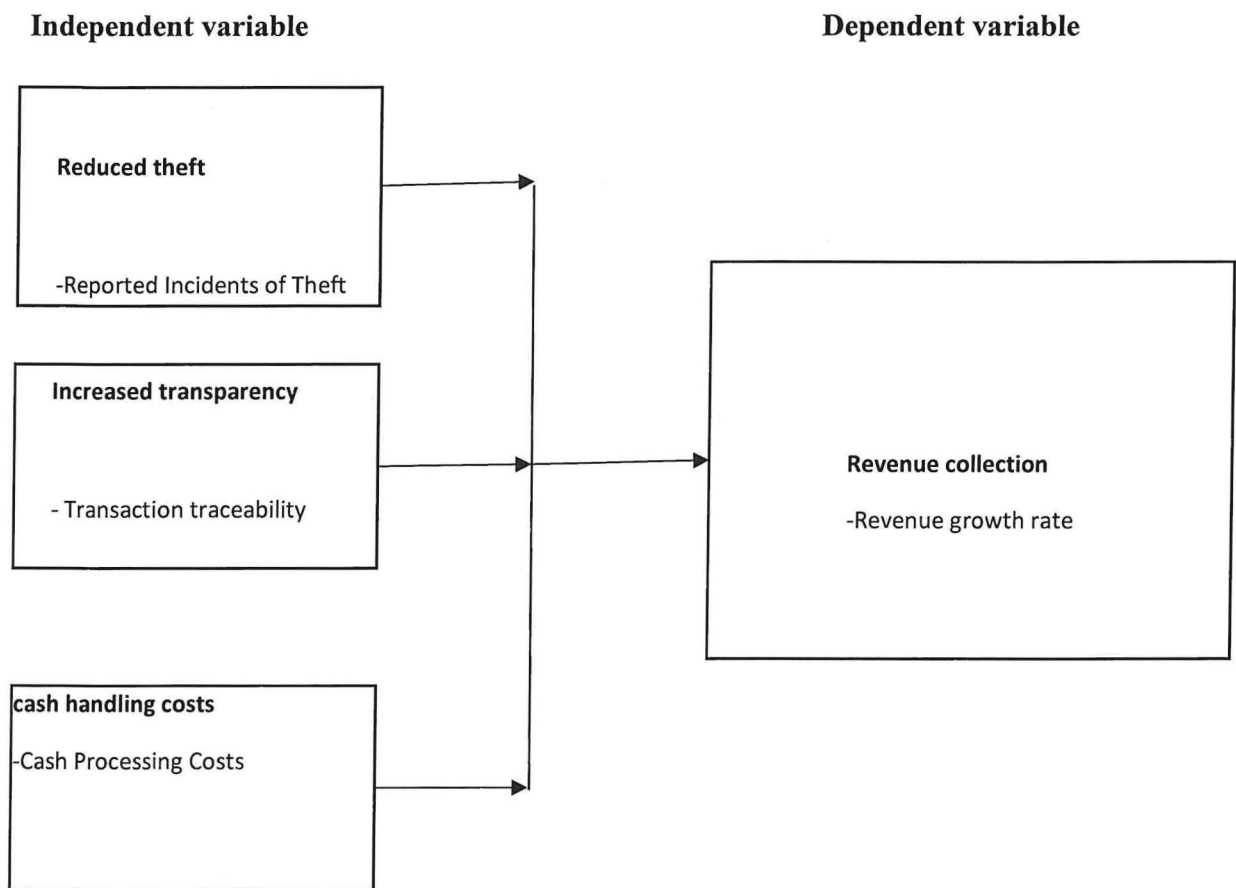 Independent variable
Dependent variable
Reduced theft
-Reported Incidents of Theft
Increased transparency
- Transaction traceability
cash handling costs
-Cash Processing Costs
Revenue collection
-Revenue growth rate